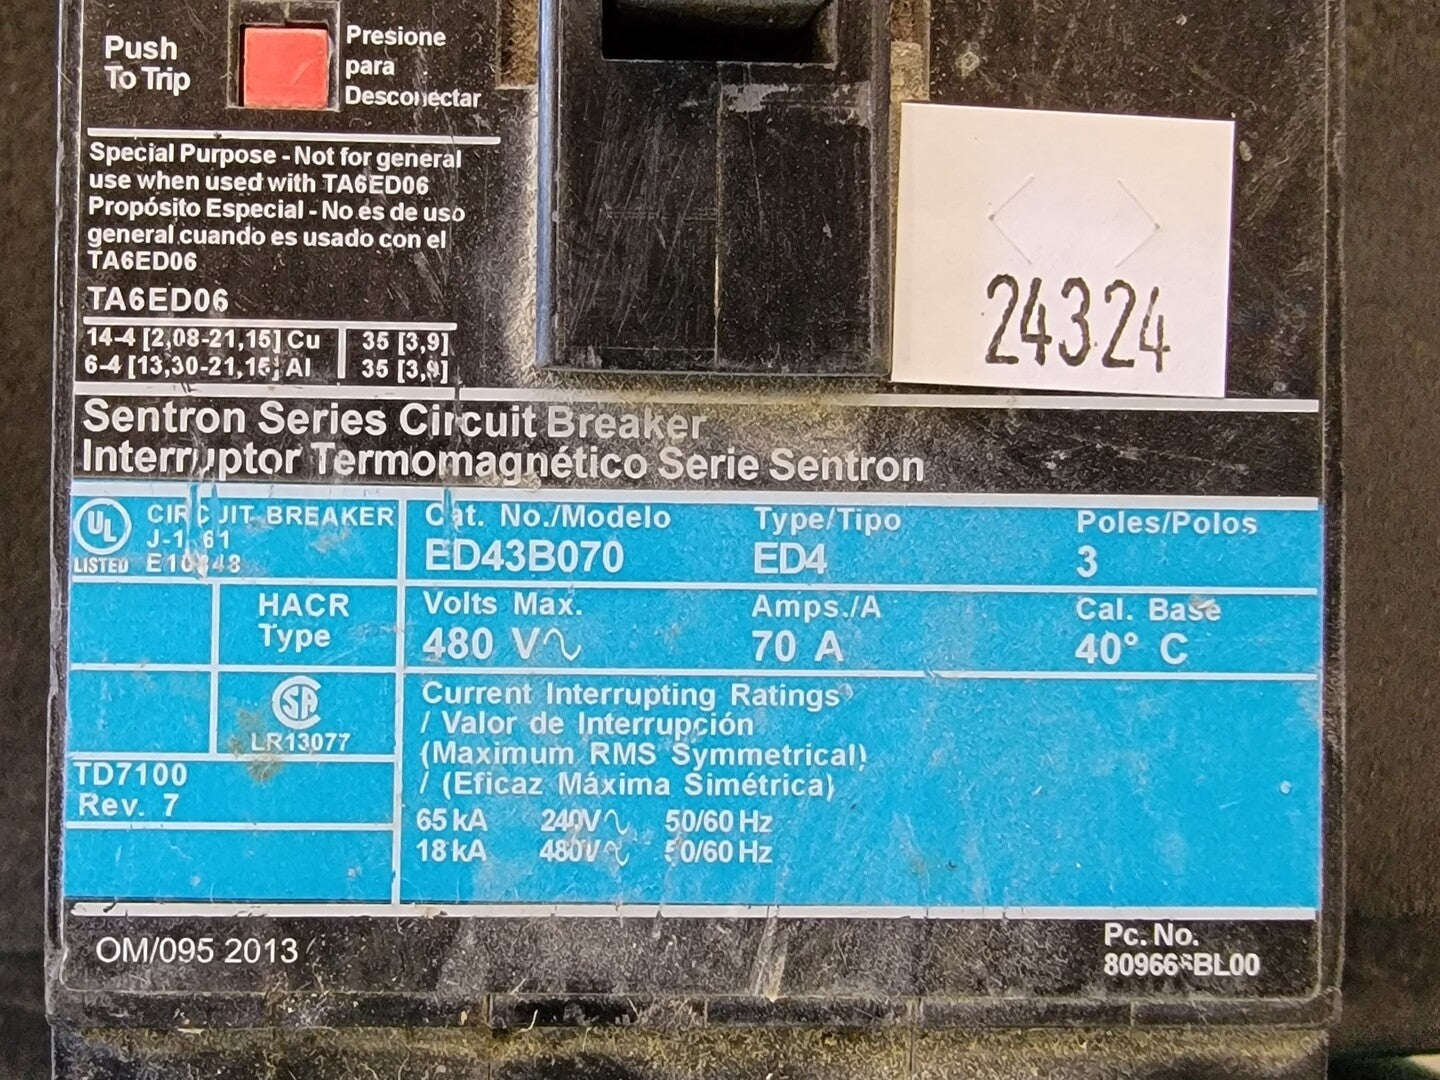 Push
To Trip
Presione
para
Desconectar
Special Purpose - Not for general
use when used with TA6ED06
Propósito Especial - No es de uso
general cuando es usado con el
TA6ED06
TA6ED06
14-4 [2,08-21,15] Cu 35 [3,9]
6-4 [13,30-21,15] Al 35 [3,9]
24324
Sentron Series Circuit Breaker
Interruptor Termomagnético Serie Sentron
UL
LISTED
CIRCUIT BREAKER
Cat. No./Modelo Type/Tipo Poles/Polos
ED43B070 ED4 3
HACR
Type
Volts Max. Amps./A Cal. Base
480 V∿ 70 A 40° C
SA
LR13077
TD7100
Rev. 7
Current Interrupting Ratings
/ Valor de Interrupción
(Maximum RMS Symmetrical)
/ (Eficaz Máxima Simétrica)
65 kA 240V∿ 50/60 Hz
18 kA 480V∿ 50/60 Hz
OM/095 2013
Pc. No.